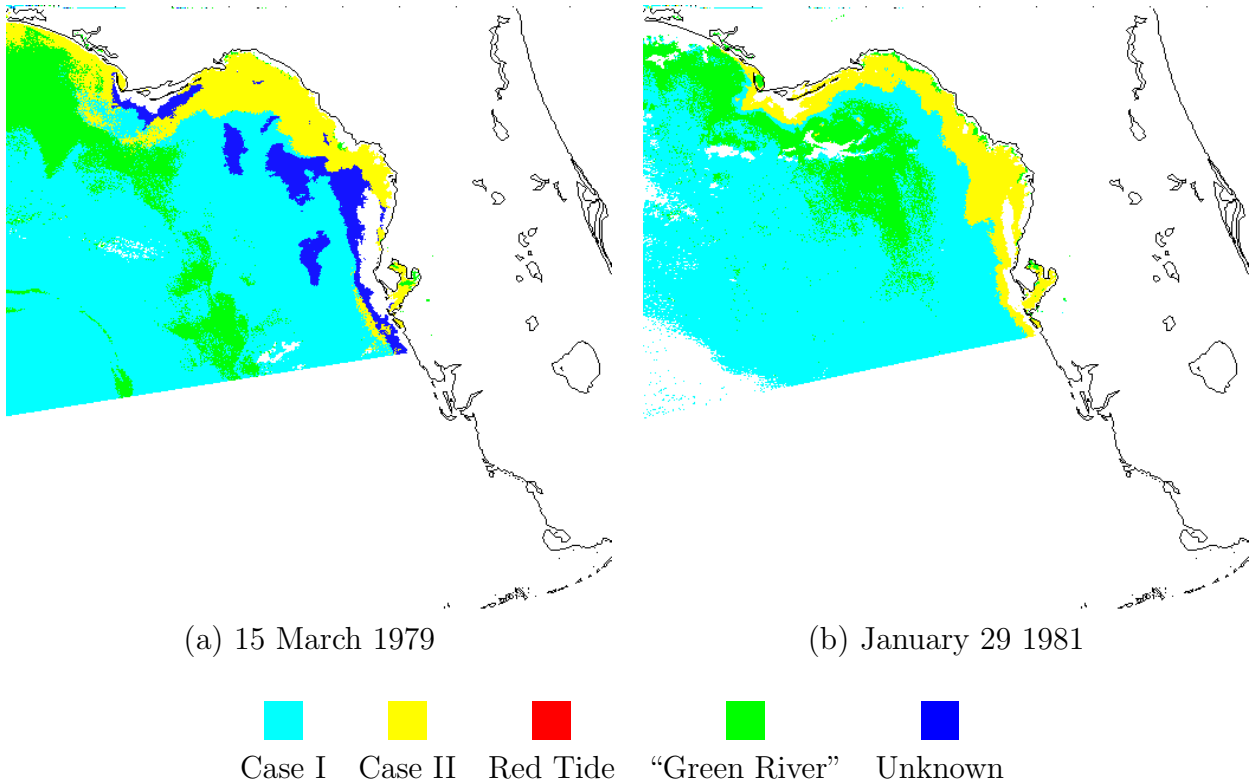 (a) 15 March 1979
(b) January 29 1981
Case I Case II Red Tide “Green River” Unknown